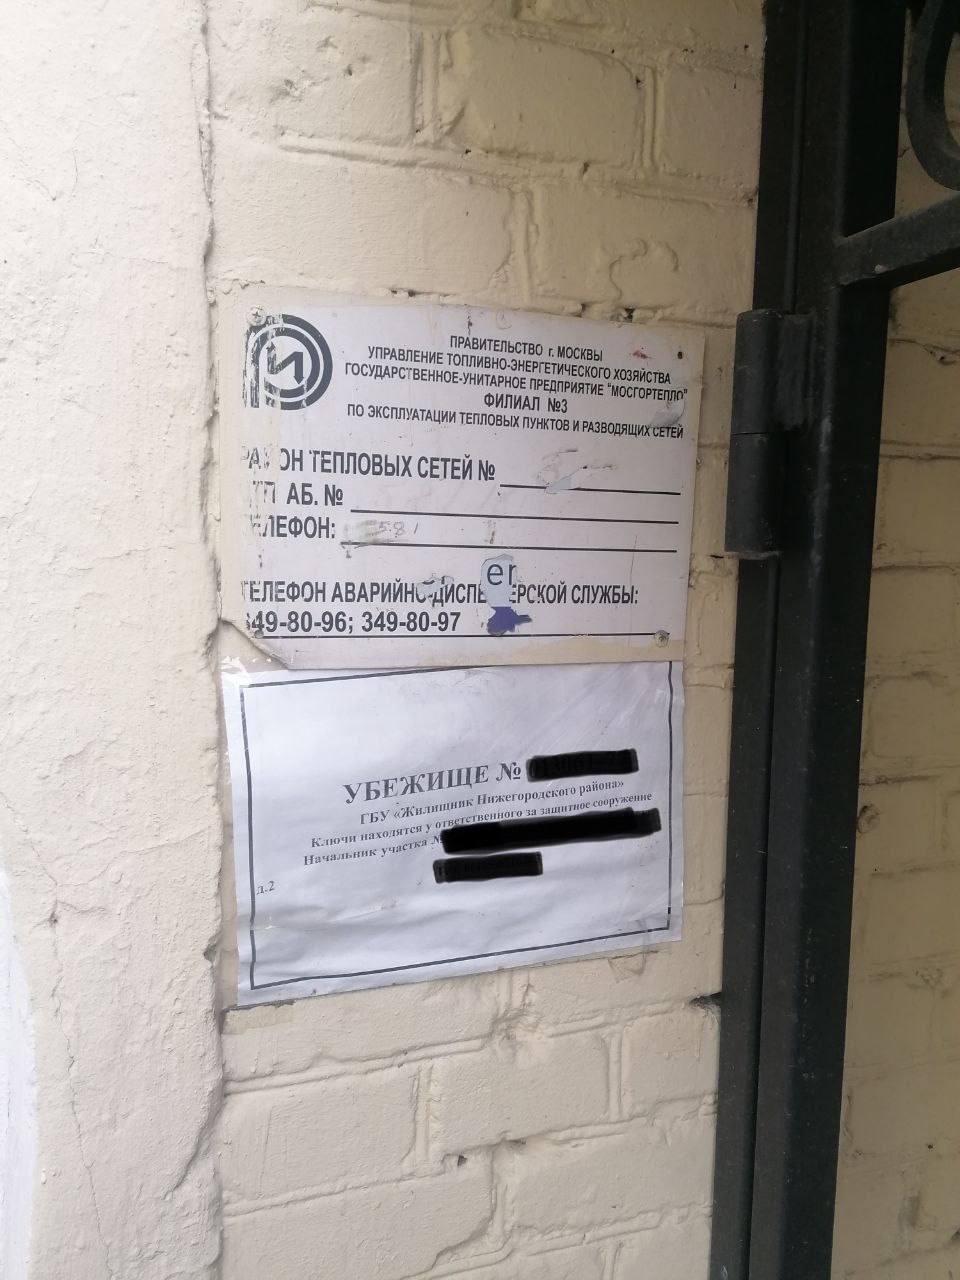 ПРАВИТЕЛЬСТВО г. МОСКВЫ
УПРАВЛЕНИЕ ТОПЛИВНО-ЭНЕРГЕТИЧЕСКОГО ХОЗЯЙСТВА
ГОСУДАРСТВЕННОЕ-УНИТАРНОЕ ПРЕДПРИЯТИЕ "МОСГОРТЕПЛО"
ФИЛИАЛ №3
ПО ЭКСПЛУАТАЦИИ ТЕПЛОВЫХ ПУНКТОВ И РАЗВОДЯЩИХ СЕТЕЙ
РАЙОН ТЕПЛОВЫХ СЕТЕЙ №
АБ. №
ТЕЛЕФОН:
er
ТЕЛЕФОН АВАРИЙНО-ДИСПЕТЧЕРСКОЙ СЛУЖБЫ:
349-80-96; 349-80-97
УБЕЖИЩЕ №
ГБУ «Жилищник Нижегородского района»
Ключи находятся у ответственного за защитное сооружение
Начальник участка
д.2